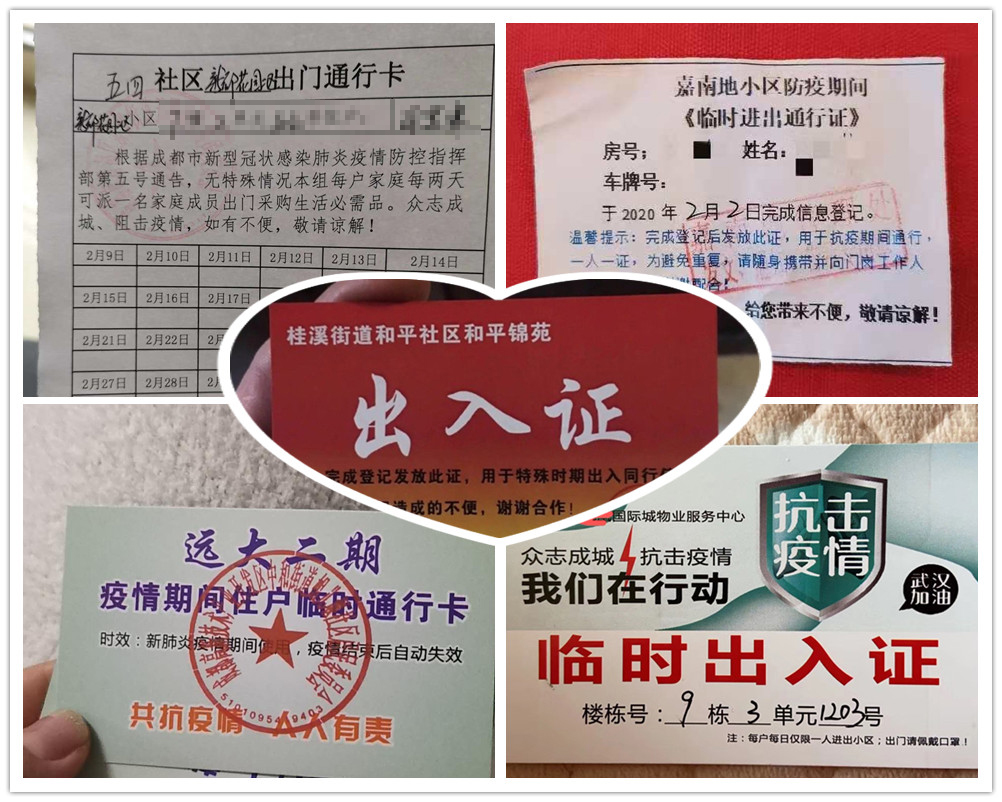 五四 社区 出门通行卡
小区
根据成都市新型冠状感染肺炎疫情防控指挥
部第五号通告，无特殊情况本组每户家庭每两天
可派一名家庭成员出门采购生活必需品。众志成
城、阻击疫情，如有不便，敬请谅解！
2月9日 2月10日 2月11日 2月12日 2月13日 2月14日
2月15日 2月16日 2月17日
2月21日 2月22日
2月27日 2月28日
嘉南地小区防疫期间
《临时进出通行证》
房号； 姓名：
车牌号：
于 2020 年 2月 2日完成信息登记。
温馨提示：完成登记后发放此证，用于抗疫期间通行，
一人一证，为避免重复，请随身携带并向门岗工作人
配合！
给您带来不便，敬请谅解！
桂溪街道和平社区和平锦苑
出入证
完成登记发放此证，用于特殊时期出入同行
造成的不便，谢谢合作！
远大二期
疫情期间住户临时通行卡
时效：新肺炎疫情期间使用，疫情结束后自动失效
共抗疫情 人人有责
5101095419403
国际城物业服务中心
众志成城 抗击疫情
我们在行动
抗击
疫情
武汉
加油
临时出入证
楼栋号：9 栋 3 单元1203号
注：每户每日仅限一人进出小区；出门请佩戴口罩！